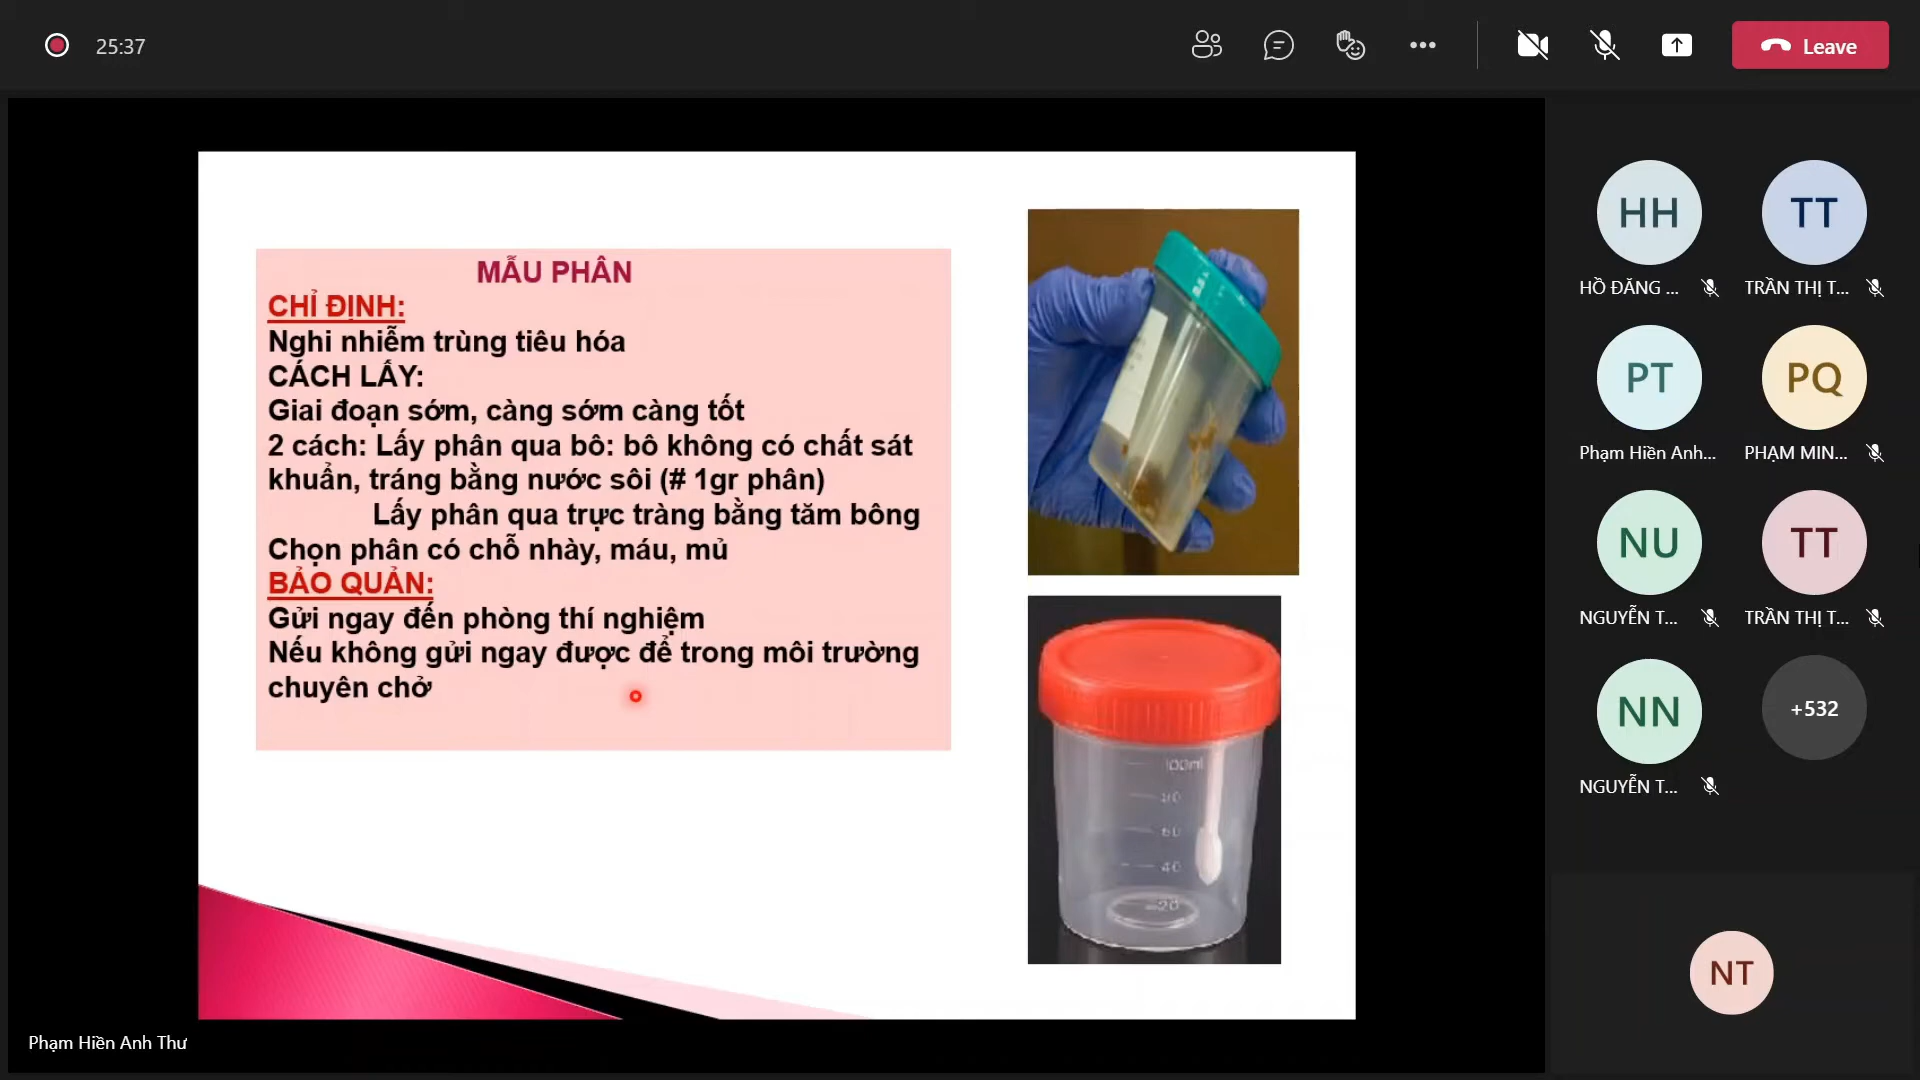 25:37
Leave
MẪU PHÂN
CHỈ ĐỊNH:
Nghi nhiễm trùng tiêu hóa
CÁCH LẤY:
Giai đoạn sớm, càng sớm càng tốt
2 cách: Lấy phân qua bô: bô không có chất sát
khuẩn, tráng bằng nước sôi (# 1gr phân)
Lấy phân qua trực tràng bằng tăm bông
Chọn phân có chỗ nhày, máu, mủ
BẢO QUẢN:
Gửi ngay đến phòng thí nghiệm
Nếu không gửi ngay được để trong môi trường
chuyên chở
100ml
80
60
40
20
Phạm Hiền Anh Thư
HH
TT
HỒ ĐĂNG ...
TRẦN THỊ T...
PT
PQ
Phạm Hiền Anh...
PHẠM MIN...
NU
TT
NGUYỄN T...
TRẦN THỊ T...
NN
+532
NGUYỄN T...
NT